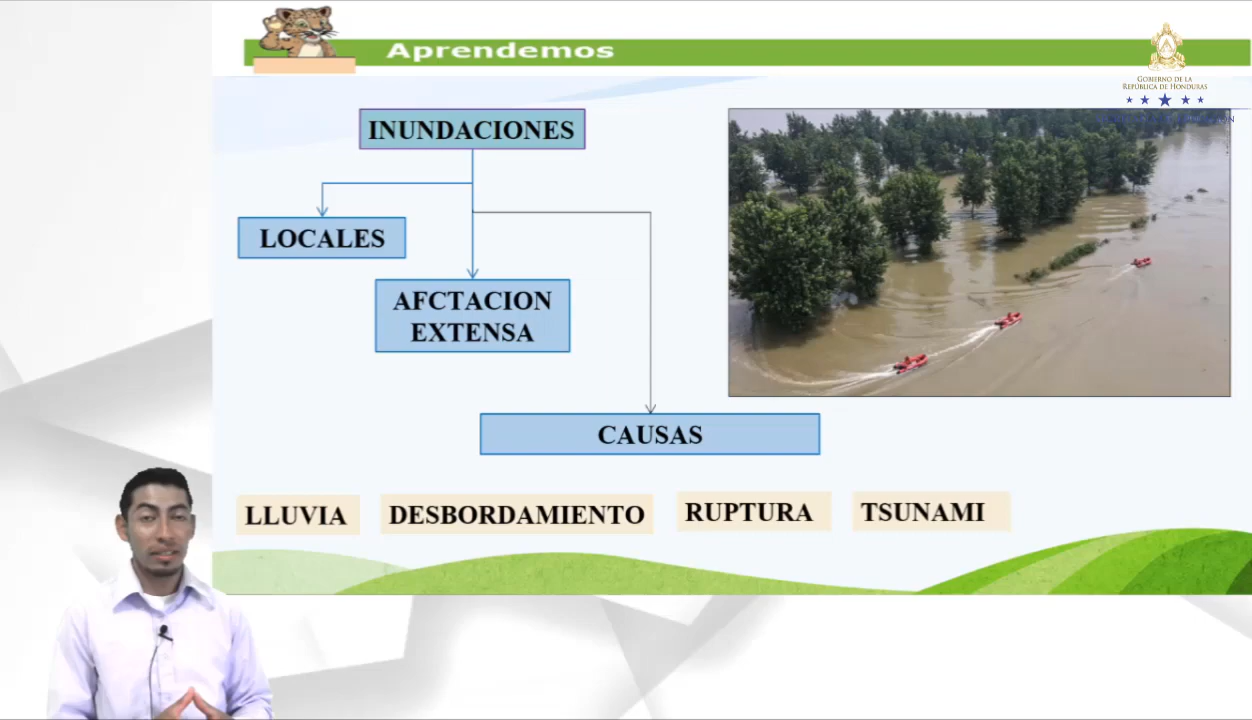 Aprendemos
GOBIERNO DE LA
REPÚBLICA DE HONDURAS
INUNDACIONES
LOCALES
AFCTACION
EXTENSA
CAUSAS
LLUVIA
DESBORDAMIENTO
RUPTURA
TSUNAMI